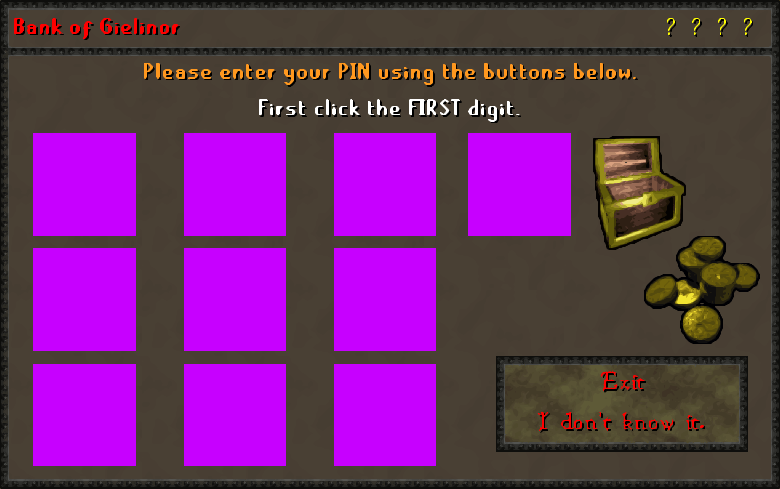 Bank of Gielinor
? ? ? ?
Please enter your PIN using the buttons below.
First click the FIRST digit.
Exit
I don't know it.